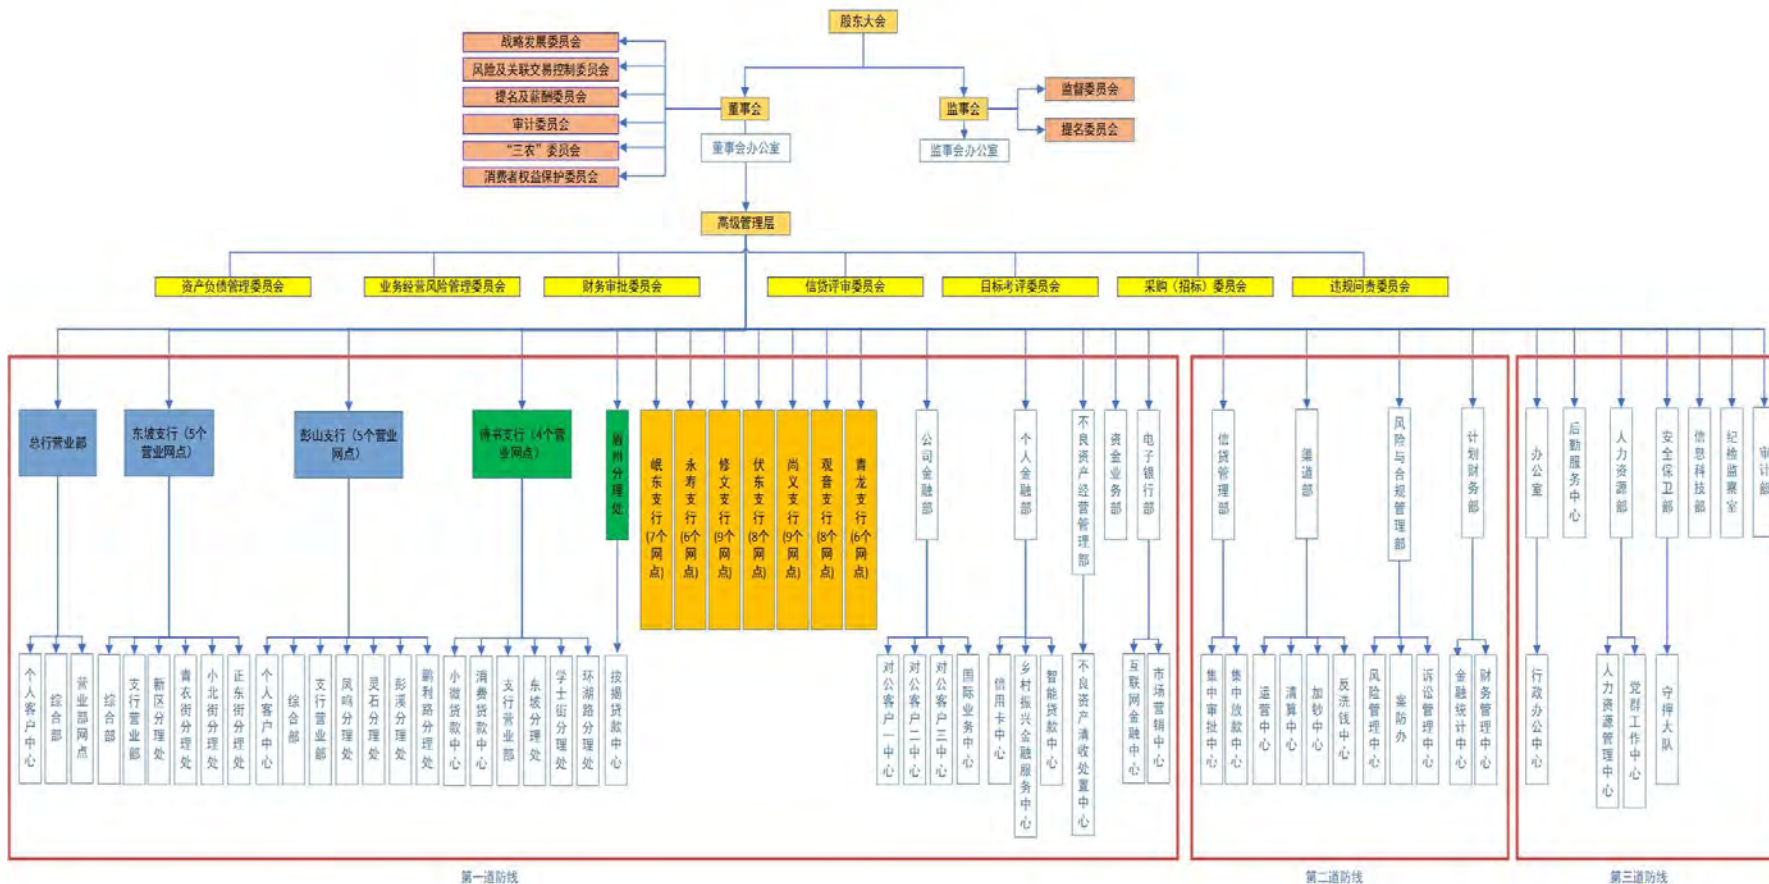 股东大会
战略发展委员会
风险及关联交易控制委员会
提名及薪酬委员会
审计委员会
“三农”委员会
消费者权益保护委员会
董事会
董事会办公室
监事会
监事会办公室
监督委员会
提名委员会
高级管理层
资产负债管理委员会
业务经营风险管理委员会
财务审批委员会
信贷评审委员会
目标考评委员会
采购（招标）委员会
违规问责委员会
总行营业部
东坡支行（5个
营业网点）
彭山支行（5个营业
网点）
诗书支行（4个营
业网点）
眉州分理处
岷东支行(7个网点)
永寿支行(6个网点)
修文支行(9个网点)
伏东支行(8个网点)
尚义支行(9个网点)
观音支行(8个网点)
青龙支行(6个网点)
公司金融部
个人金融部
不良资产经营管理部
资金业务部
电子银行部
信贷管理部
渠道部
风险与合规管理部
计划财务部
办公室
后勤服务中心
人力资源部
安全保卫部
信息科技部
纪检监察室
审计部
个人客户中心
综合部
营业部网点
综合部
支行营业部
新区分理处
青衣街分理处
小北街分理处
正东街分理处
个人客户中心
综合部
支行营业部
凤鸣分理处
灵石分理处
彭溪分理处
鹏利路分理处
小微贷款中心
消费贷款中心
支行营业部
东坡分理处
学士街分理处
环湖路分理处
按揭贷款中心
对公客户一中心
对公客户二中心
对公客户三中心
国际业务中心
信用卡中心
乡村振兴金融服务中心
智能贷款中心
不良资产清收处置中心
互联网金融中心
市场营销中心
集中审批中心
集中放款中心
运营中心
清算中心
加钞中心
反洗钱中心
风险管理中心
案防办
诉讼管理中心
金融统计中心
财务管理中心
行政办公中心
人力资源管理中心
党群工作中心
守押大队
第一道防线
第二道防线
第三道防线